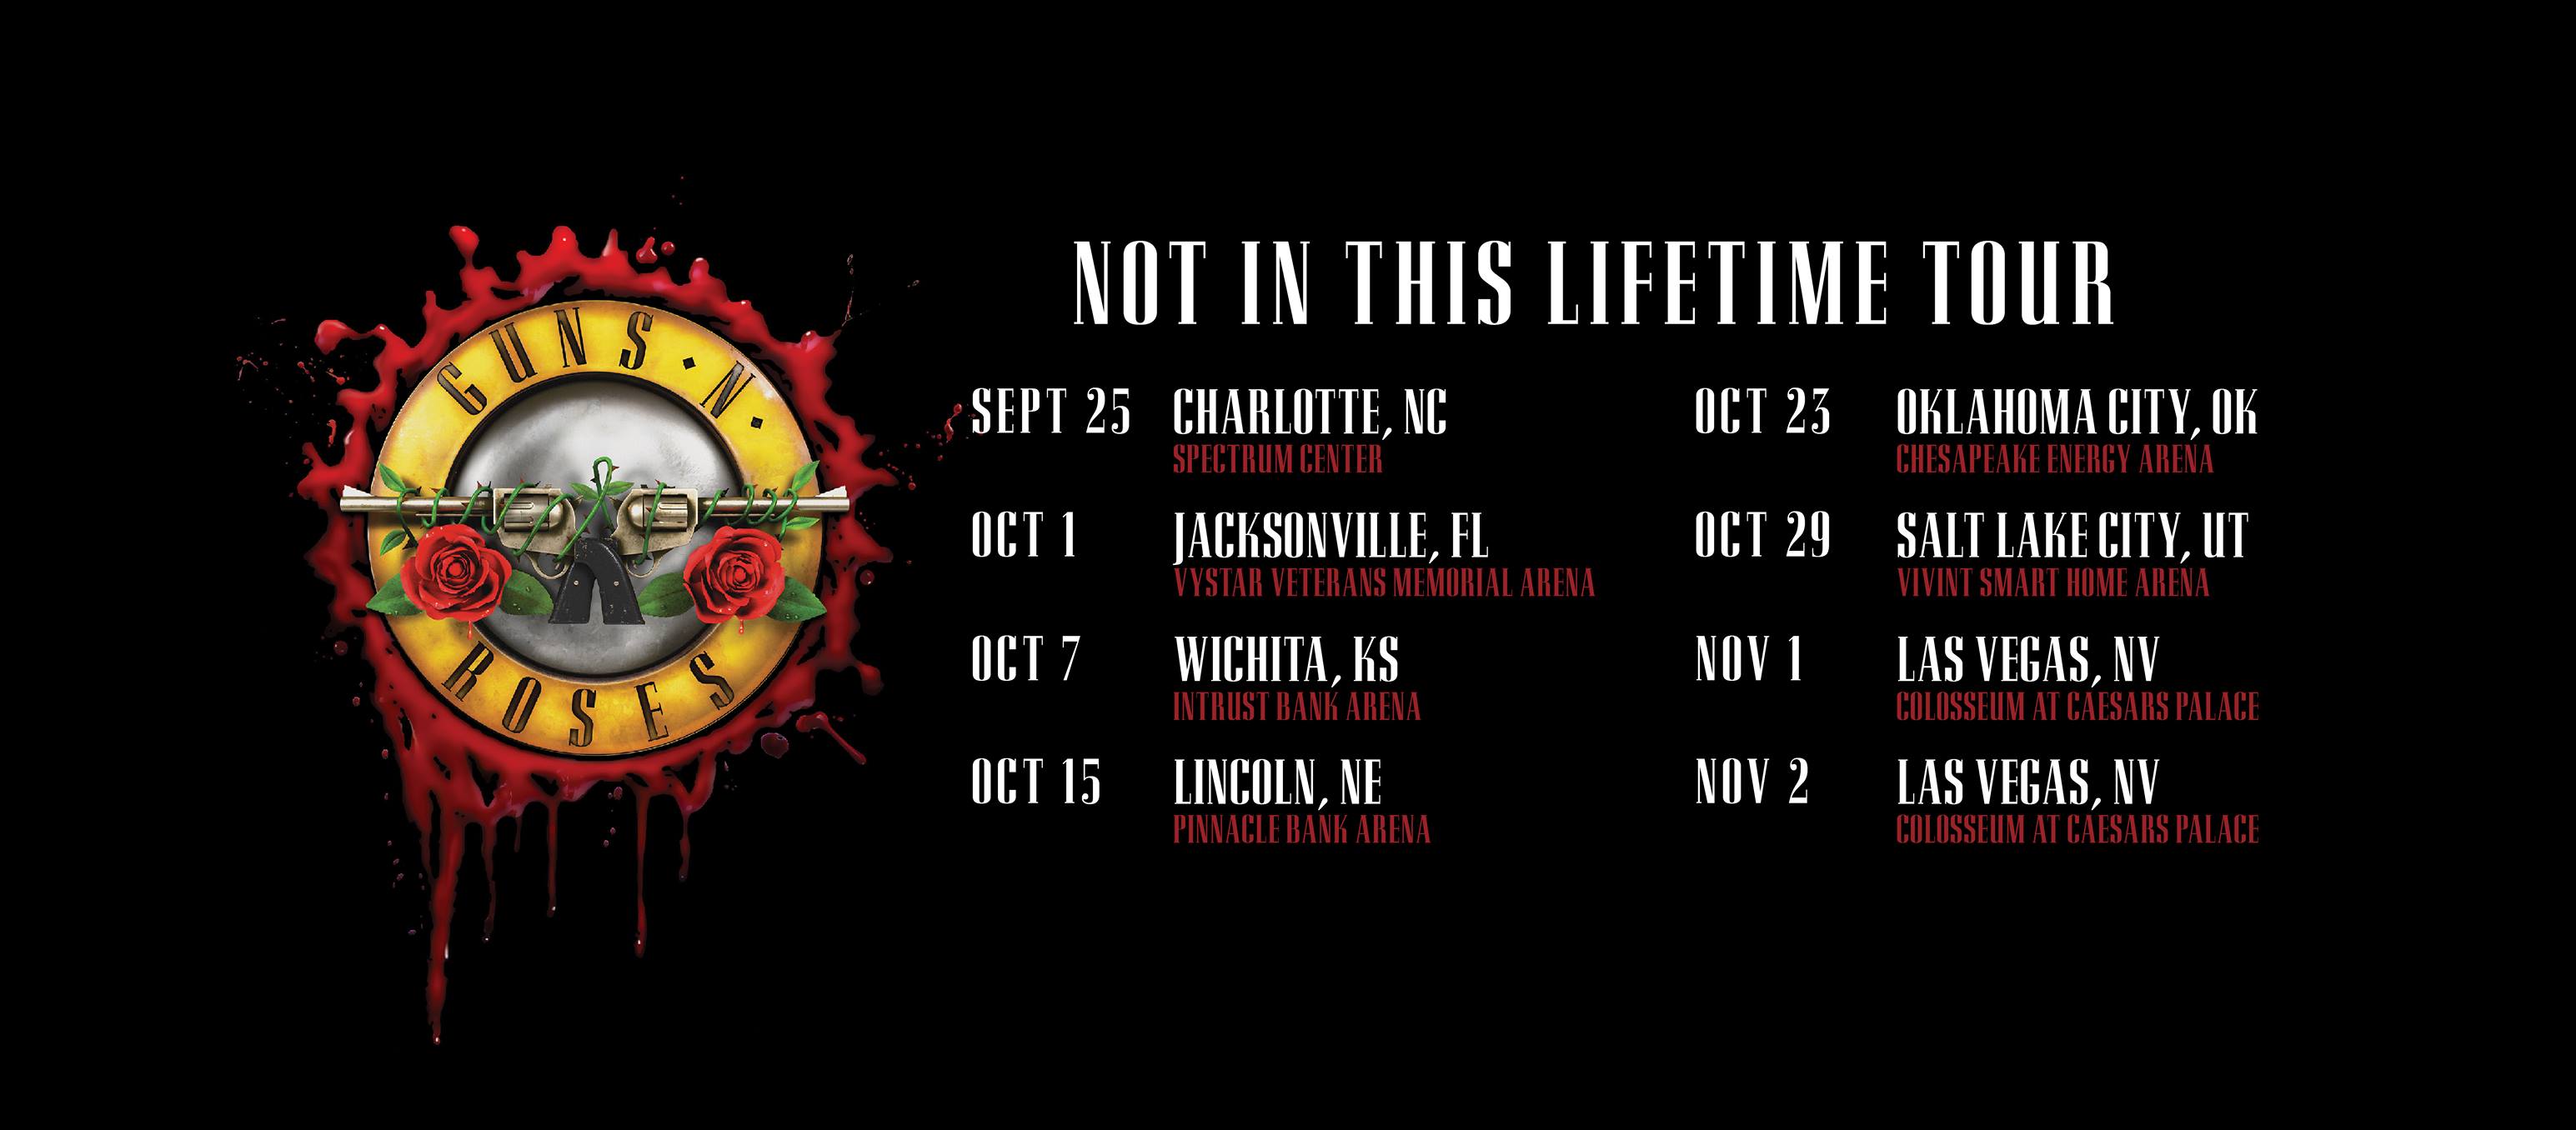 GUNS · N ·
ROSES
NOT IN THIS LIFETIME TOUR
SEPT 25 CHARLOTTE, NC
SPECTRUM CENTER
OCT 1 JACKSONVILLE, FL
VYSTAR VETERANS MEMORIAL ARENA
OCT 7 WICHITA, KS
INTRUST BANK ARENA
OCT 15 LINCOLN, NE
PINNACLE BANK ARENA
OCT 23 OKLAHOMA CITY, OK
CHESAPEAKE ENERGY ARENA
OCT 29 SALT LAKE CITY, UT
VIVINT SMART HOME ARENA
NOV 1 LAS VEGAS, NV
COLOSSEUM AT CAESARS PALACE
NOV 2 LAS VEGAS, NV
COLOSSEUM AT CAESARS PALACE